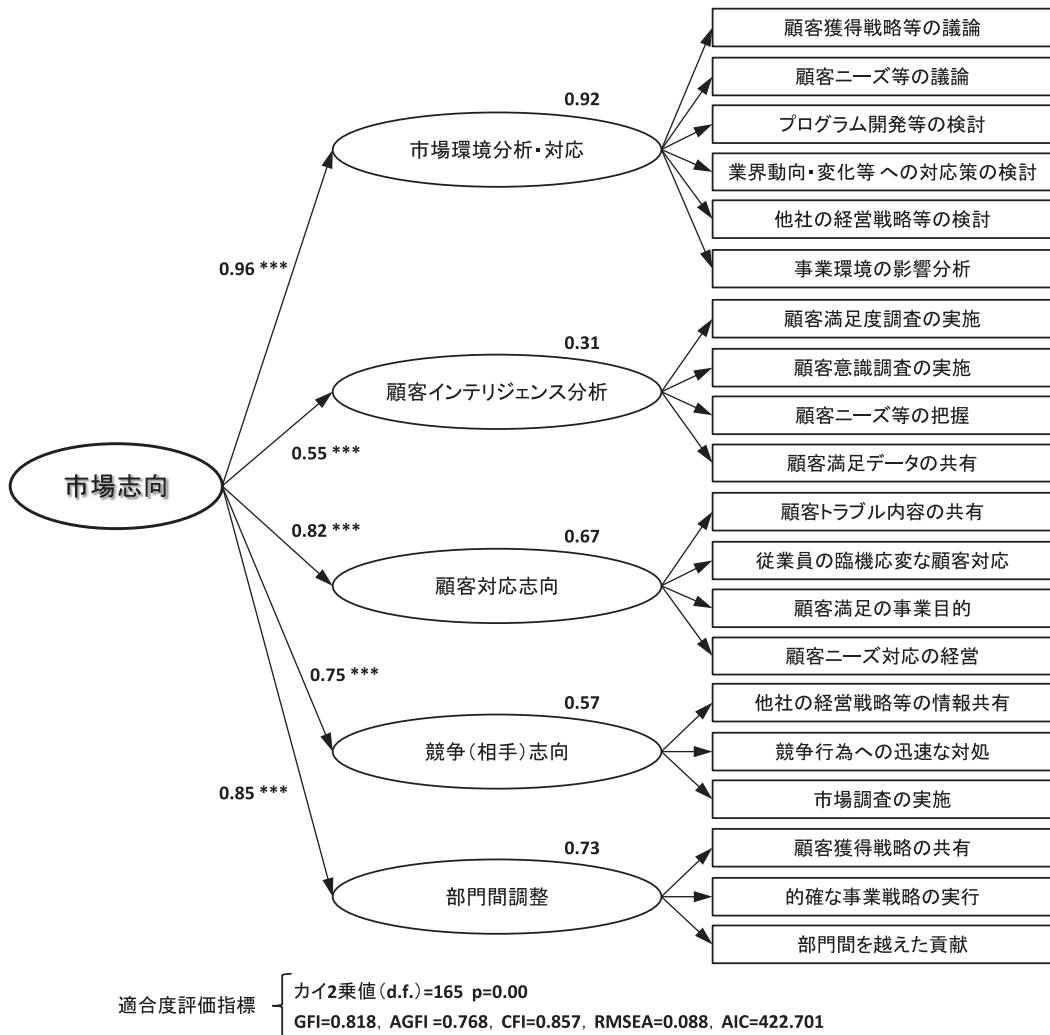 顧客獲得戦略等の議論
顧客ニーズ等の議論
0.92
プログラム開発等の検討
市場環境分析・対応
業界動向・変化等 への対応策の検討
他社の経営戦略等の検討
0.96 ***
事業環境の影響分析
顧客満足度調査の実施
0.31
顧客意識調査の実施
顧客インテリジェンス分析
顧客ニーズ等の把握
0.55 ***
顧客満足データの共有
市場志向
顧客トラブル内容の共有
0.82 ***
0.67
従業員の臨機応変な顧客対応
顧客対応志向
顧客満足の事業目的
顧客ニーズ対応の経営
0.75 ***
0.57
他社の経営戦略等の情報共有
競争(相手)志向
競争行為への迅速な対処
0.85 ***
市場調査の実施
0.73
顧客獲得戦略の共有
部門間調整
的確な事業戦略の実行
部門間を越えた貢献
適合度評価指標
カイ2乗値(d.f.)=165 p=0.00
GFI=0.818, AGFI =0.768, CFI=0.857, RMSEA=0.088, AIC=422.701